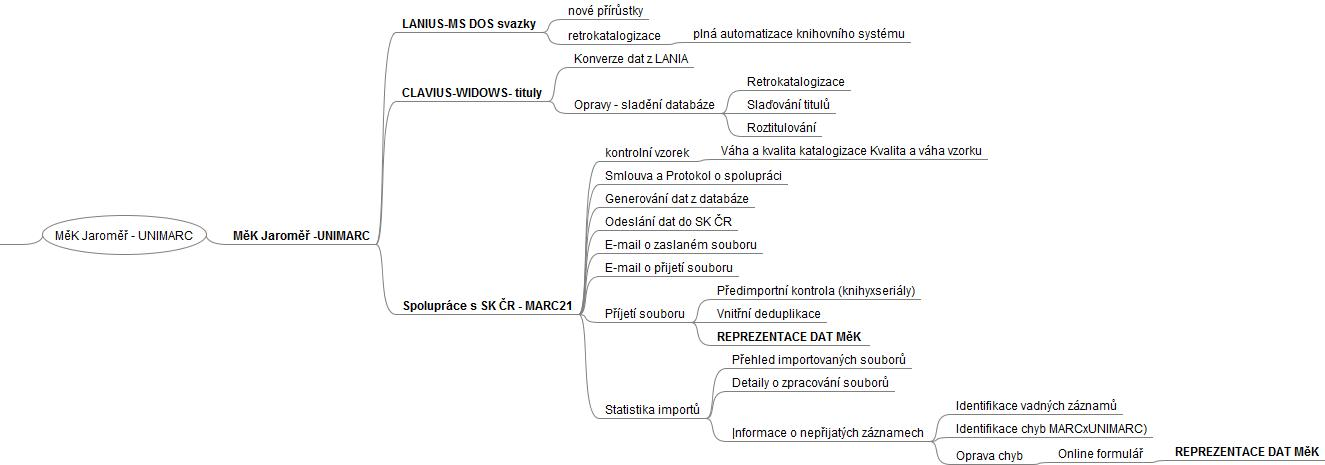 MěK Jaroměř - UNIMARC
MěK Jaroměř -UNIMARC
LANIUS-MS DOS svazky
nové přírůstky
retrokatalogizace
plná automatizace knihovního systému
CLAVIUS-WIDOWS- tituly
Konverze dat z LANIA
Opravy - sladění databáze
Retrokatalogizace
Slaďování titulů
Roztitulování
Spolupráce s SK ČR - MARC21
kontrolní vzorek
Váha a kvalita katalogizace Kvalita a váha vzorku
Smlouva a Protokol o spolupráci
Generování dat z databáze
Odeslání dat do SK ČR
E-mail o zaslaném souboru
E-mail o přijetí souboru
Příjetí souboru
Předimportní kontrola (knihyxseriály)
Vnitřní deduplikace
REPREZENTACE DAT MěK
Statistika importů
Přehled importovaných souborů
Detaily o zpracování souborů
Informace o nepřijatých záznamech
Identifikace vadných záznamů
Identifikace chyb MARCxUNIMARC)
Oprava chyb
Online formulář
REPREZENTACE DAT MěK